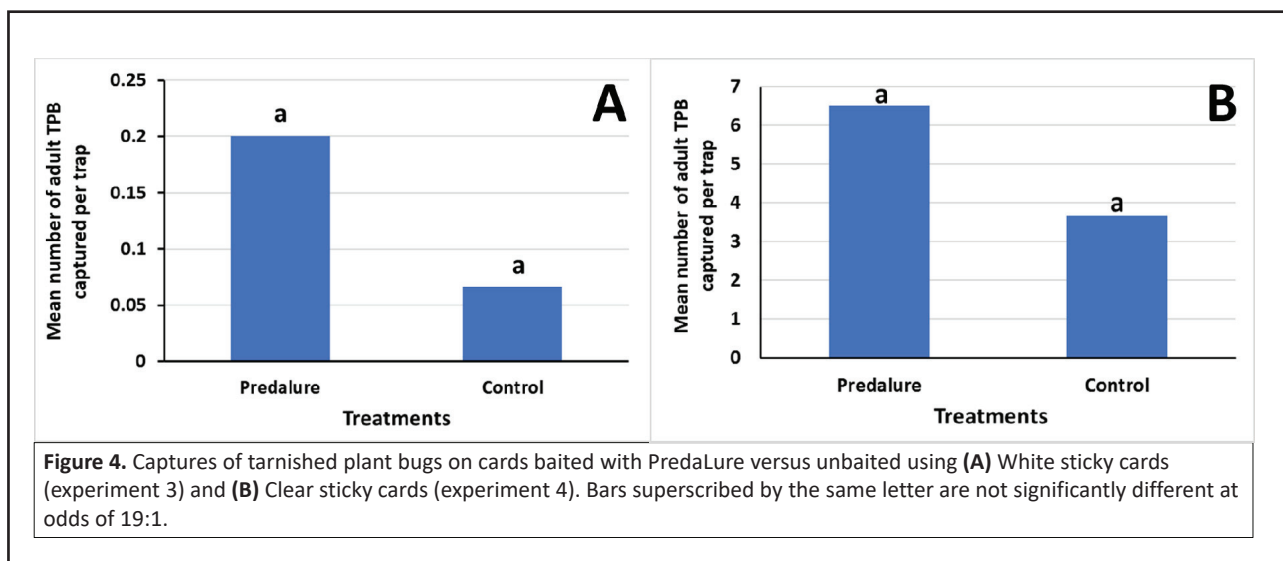 A
Mean number of adult TPB
captured per trap
0.25
0.2
0.15
0.1
0.05
0
a
a
Predalure
Control
Treatments
B
Mean number of adult TPB
captured per trap
7
6
5
4
3
2
1
0
a
a
Predalure
Control
Treatments
Figure 4. Captures of tarnished plant bugs on cards baited with PredaLure versus unbaited using (A) White sticky cards
(experiment 3) and (B) Clear sticky cards (experiment 4). Bars superscribed by the same letter are not significantly different at
odds of 19:1.